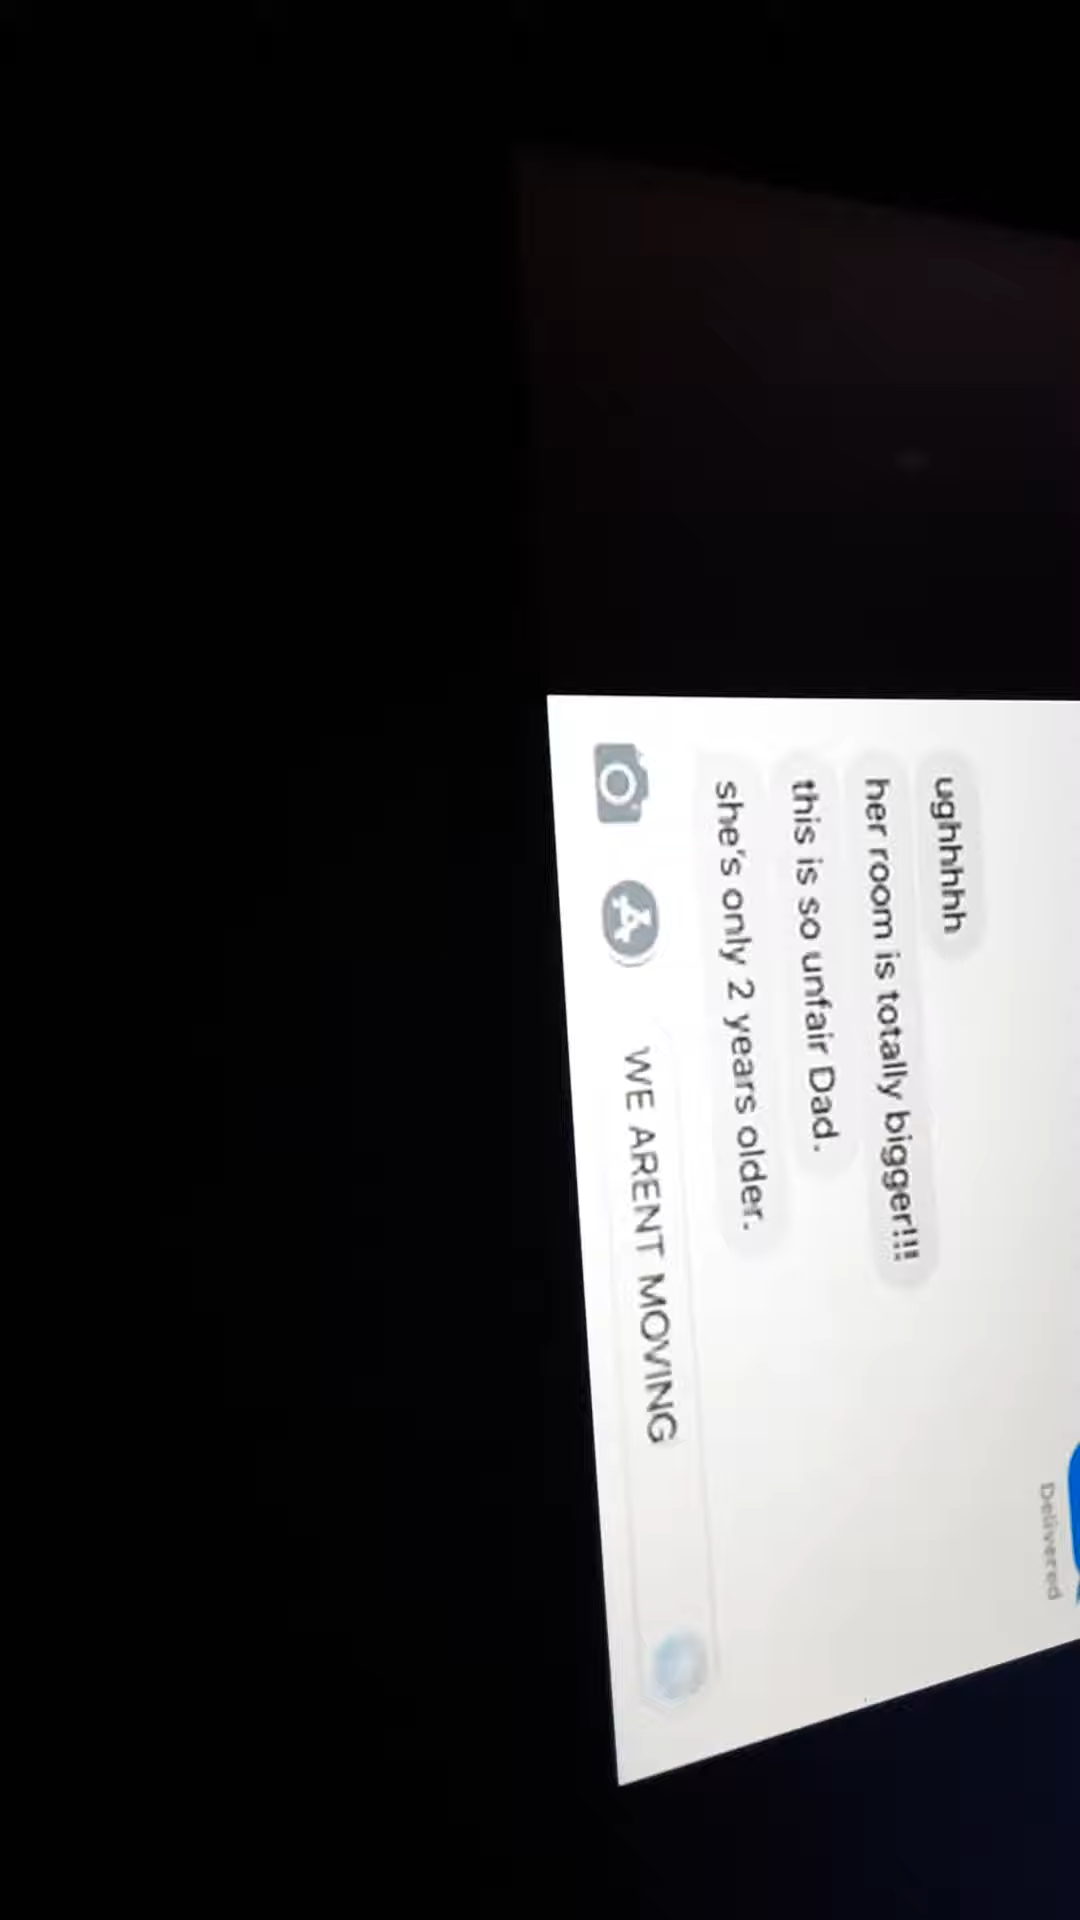 Delivered
ughhhhh
her room is totally bigger!!!
this is so unfair Dad.
she's only 2 years older.
WE ARENT MOVING